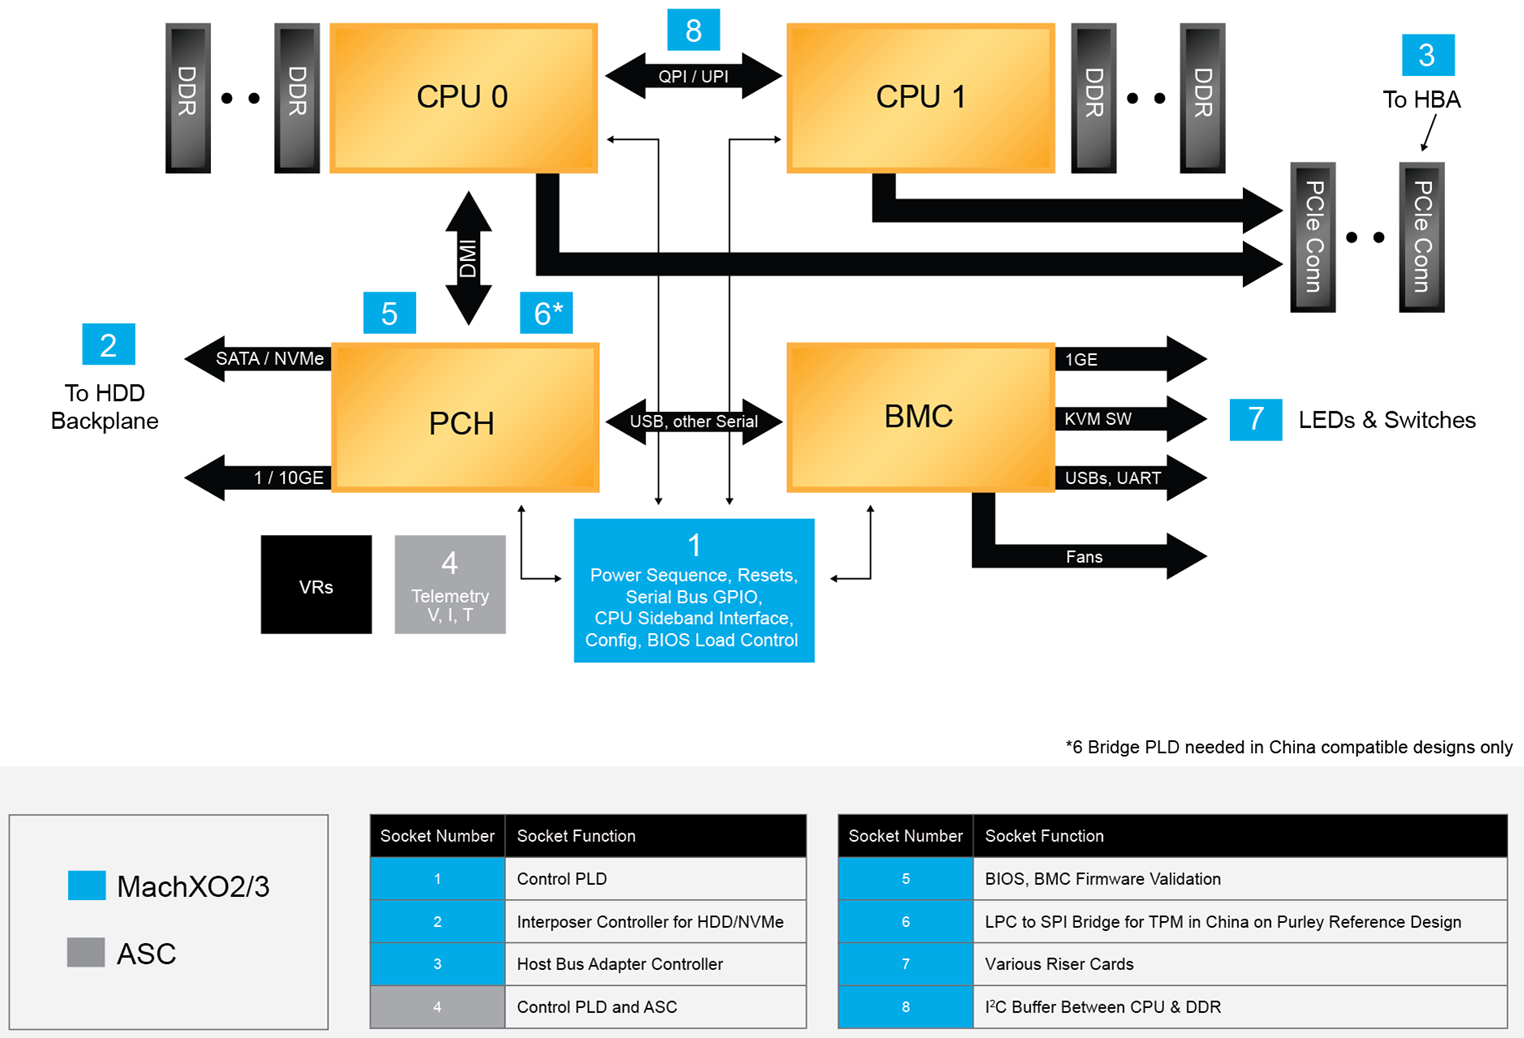 8
3
To HBA
DDR
DDR
CPU 0
QPI / UPI
CPU 1
DDR
DDR
PCIe Conn
PCIe Conn
DMI
5
6*
2
To HDD
Backplane
SATA / NVMe
1 / 10GE
PCH
USB, other Serial
BMC
1GE
KVM SW
USBs, UART
Fans
7
LEDs & Switches
VRs
4
Telemetry
V, I, T
1
Power Sequence, Resets,
Serial Bus GPIO,
CPU Sideband Interface,
Config, BIOS Load Control
*6 Bridge PLD needed in China compatible designs only
MachXO2/3
ASC
Socket Number Socket Function
1 Control PLD
2 Interposer Controller for HDD/NVMe
3 Host Bus Adapter Controller
4 Control PLD and ASC
Socket Number Socket Function
5 BIOS, BMC Firmware Validation
6 LPC to SPI Bridge for TPM in China on Purley Reference Design
7 Various Riser Cards
8 I²C Buffer Between CPU & DDR